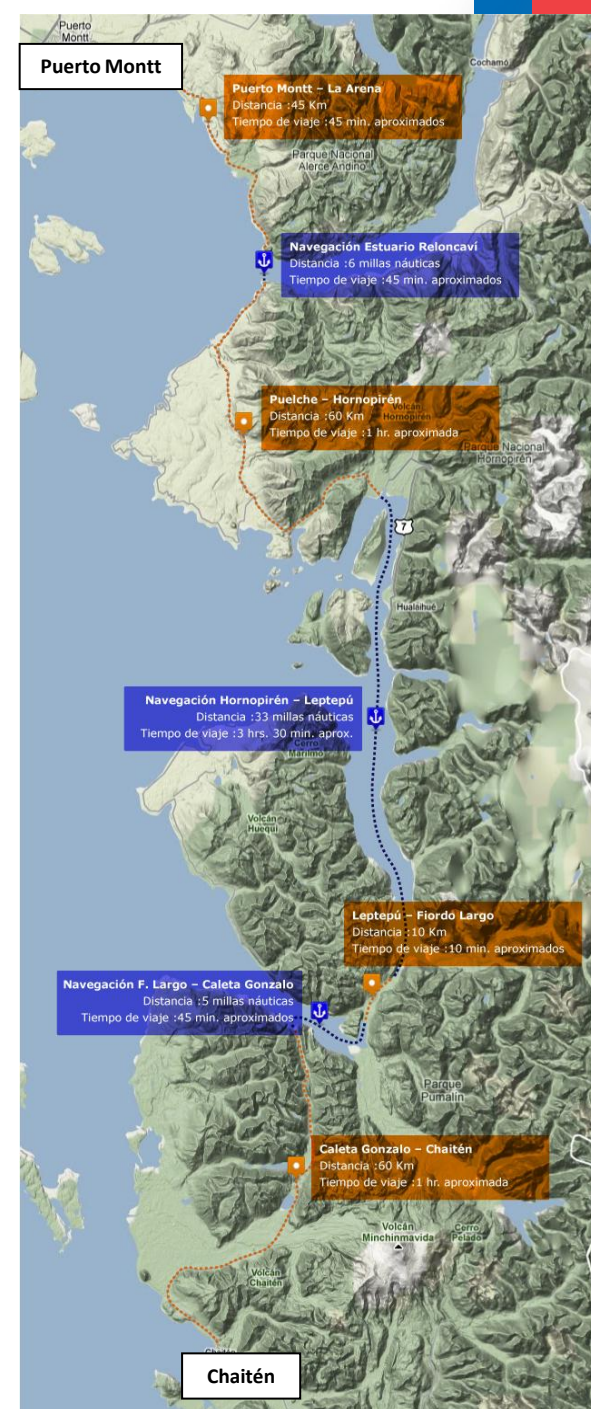 Puerto
Montt
Puerto Montt
Cochamó
Puerto Montt – La Arena
Distancia :45 Km
Tiempo de viaje :45 min. aproximados
Parque Nacional
Alerce Andino
Navegación Estuario Reloncaví
Distancia :6 millas náuticas
Tiempo de viaje :45 min. aproximados
Puelche – Hornopirén
Distancia :60 Km
Tiempo de viaje :1 hr. aproximada
Volcán
Hornopirén
Parque Nacional
Hornopirén
7
Hualaihué
Navegación Hornopirén – Leptepú
Distancia :33 millas náuticas
Tiempo de viaje :3 hrs. 30 min. aprox.
Cerro
Marilmó
Volcán
Huequi
Leptepú – Fiordo Largo
Distancia :10 Km
Tiempo de viaje :10 min. aproximados
Navegación F. Largo – Caleta Gonzalo
Distancia :5 millas náuticas
Tiempo de viaje :45 min. aproximados
Parque
Pumalín
Caleta Gonzalo – Chaitén
Distancia :60 Km
Tiempo de viaje :1 hr. aproximada
Volcán
Minchinmavida
Cerro
Pelado
Volcán
Chaitén
Chaitén